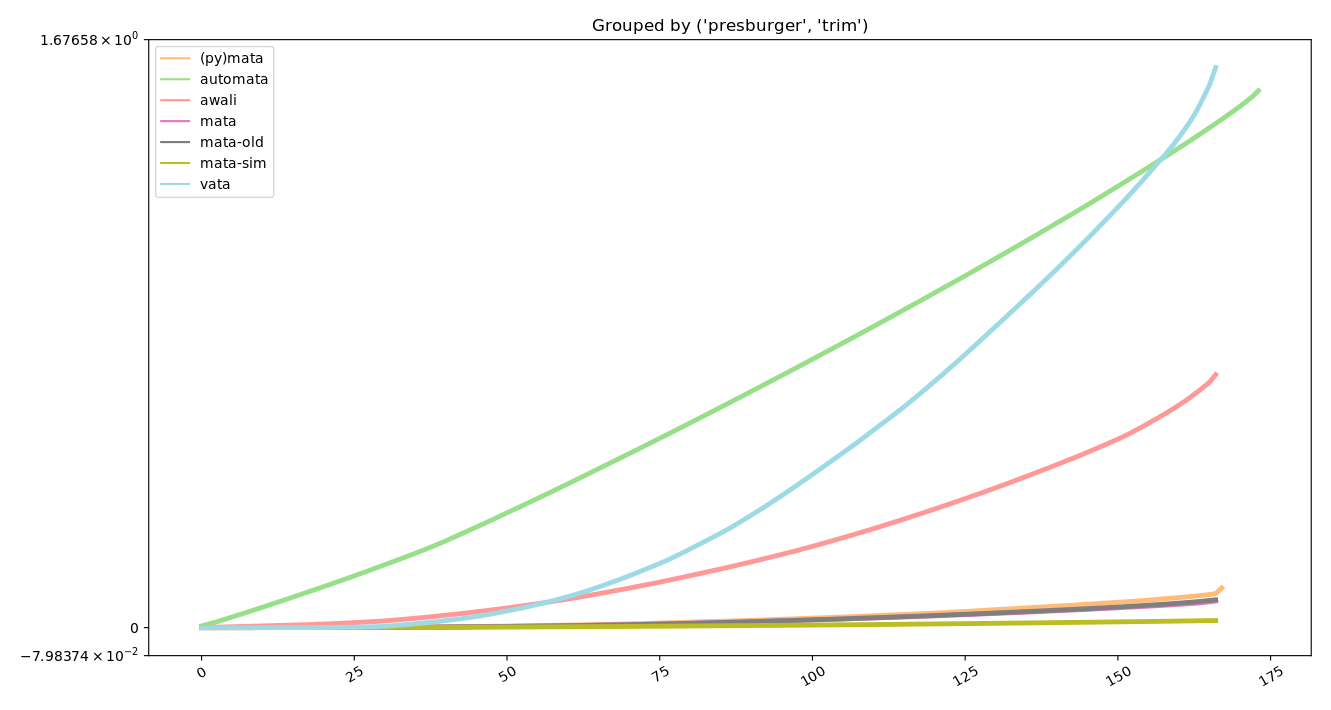 Grouped by ('presburger', 'trim')
1.67658 × 10⁰
(py)mata
automata
awali
mata
mata-old
mata-sim
vata
0
−7.98374 × 10⁻²
0 25 50 75 100 125 150 175